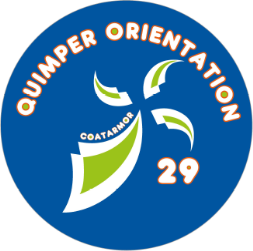 QUIMPER ORIENTATION
COATARMOR
29